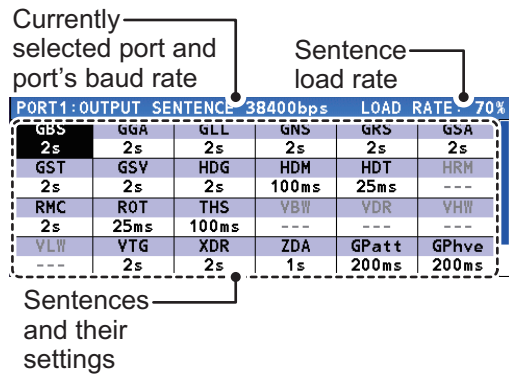 Currently
selected port and
port's baud rate
Sentence
load rate
PORT1:OUTPUT SENTENCE 38400bps LOAD RATE: 70%
GBS GGA GLL GNS GRS GSA
2s 2s 2s 2s 2s 2s
GST GSV HDG HDM HDT HRM
2s 2s 2s 100ms 25ms ---
RMC ROT THS VBW VDR VHW
2s 25ms 100ms --- --- ---
VLW VTG XDR ZDA GPatt GPhve
--- 2s 2s 1s 200ms 200ms
Sentences
and their
settings